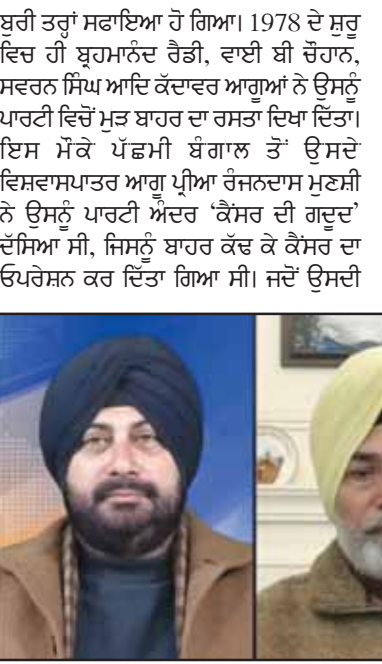 ਬੁਰੀ ਤਰ੍ਹਾਂ ਸਫਾਇਆ ਹੋ ਗਿਆ। 1978 ਦੇ ਸ਼ੁਰੂ
ਵਿਚ ਹੀ ਬ੍ਰਹਮਾਨੰਦ ਰੈਡੀ, ਵਾਈ ਬੀ ਚੌਹਾਨ,
ਸਵਰਨ ਸਿੰਘ ਆਦਿ ਕੱਦਾਵਰ ਆਗੂਆਂ ਨੇ ਉਸਨੂੰ
ਪਾਰਟੀ ਵਿਚੋਂ ਮੁੜ ਬਾਹਰ ਦਾ ਰਸਤਾ ਦਿਖਾ ਦਿੱਤਾ।
ਇਸ ਮੌਕੇ ਪੱਛਮੀ ਬੰਗਾਲ ਤੋਂ ਉਸਦੇ
ਵਿਸ਼ਵਾਸਪਾਤਰ ਆਗੂ ਪ੍ਰੀਆ ਰੰਜਨਦਾਸ ਮੁਣਸ਼ੀ
ਨੇ ਉਸਨੂੰ ਪਾਰਟੀ ਅੰਦਰ ‘ਕੈਂਸਰ ਦੀ ਗਦੂਦ’
ਦੱਸਿਆ ਸੀ, ਜਿਸਨੂੰ ਬਾਹਰ ਕੱਢ ਕੇ ਕੈਂਸਰ ਦਾ
ਓਪਰੇਸ਼ਨ ਕਰ ਦਿੱਤਾ ਗਿਆ ਸੀ। ਜਦੋਂ ਉਸਦੀ